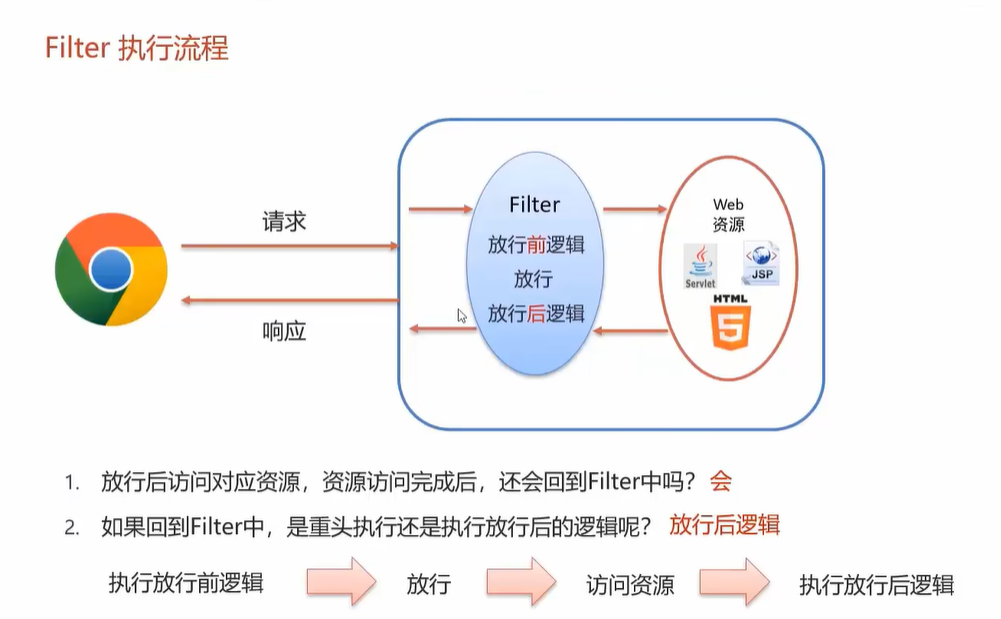 Filter 执行流程
请求
响应
Filter
放行前逻辑
放行
放行后逻辑
Web
资源
Servlet
JSP
HTML
5
1. 放行后访问对应资源，资源访问完成后，还会回到Filter中吗？会
2. 如果回到Filter中，是重头执行还是执行放行后的逻辑呢？放行后逻辑
执行放行前逻辑 放行 访问资源 执行放行后逻辑